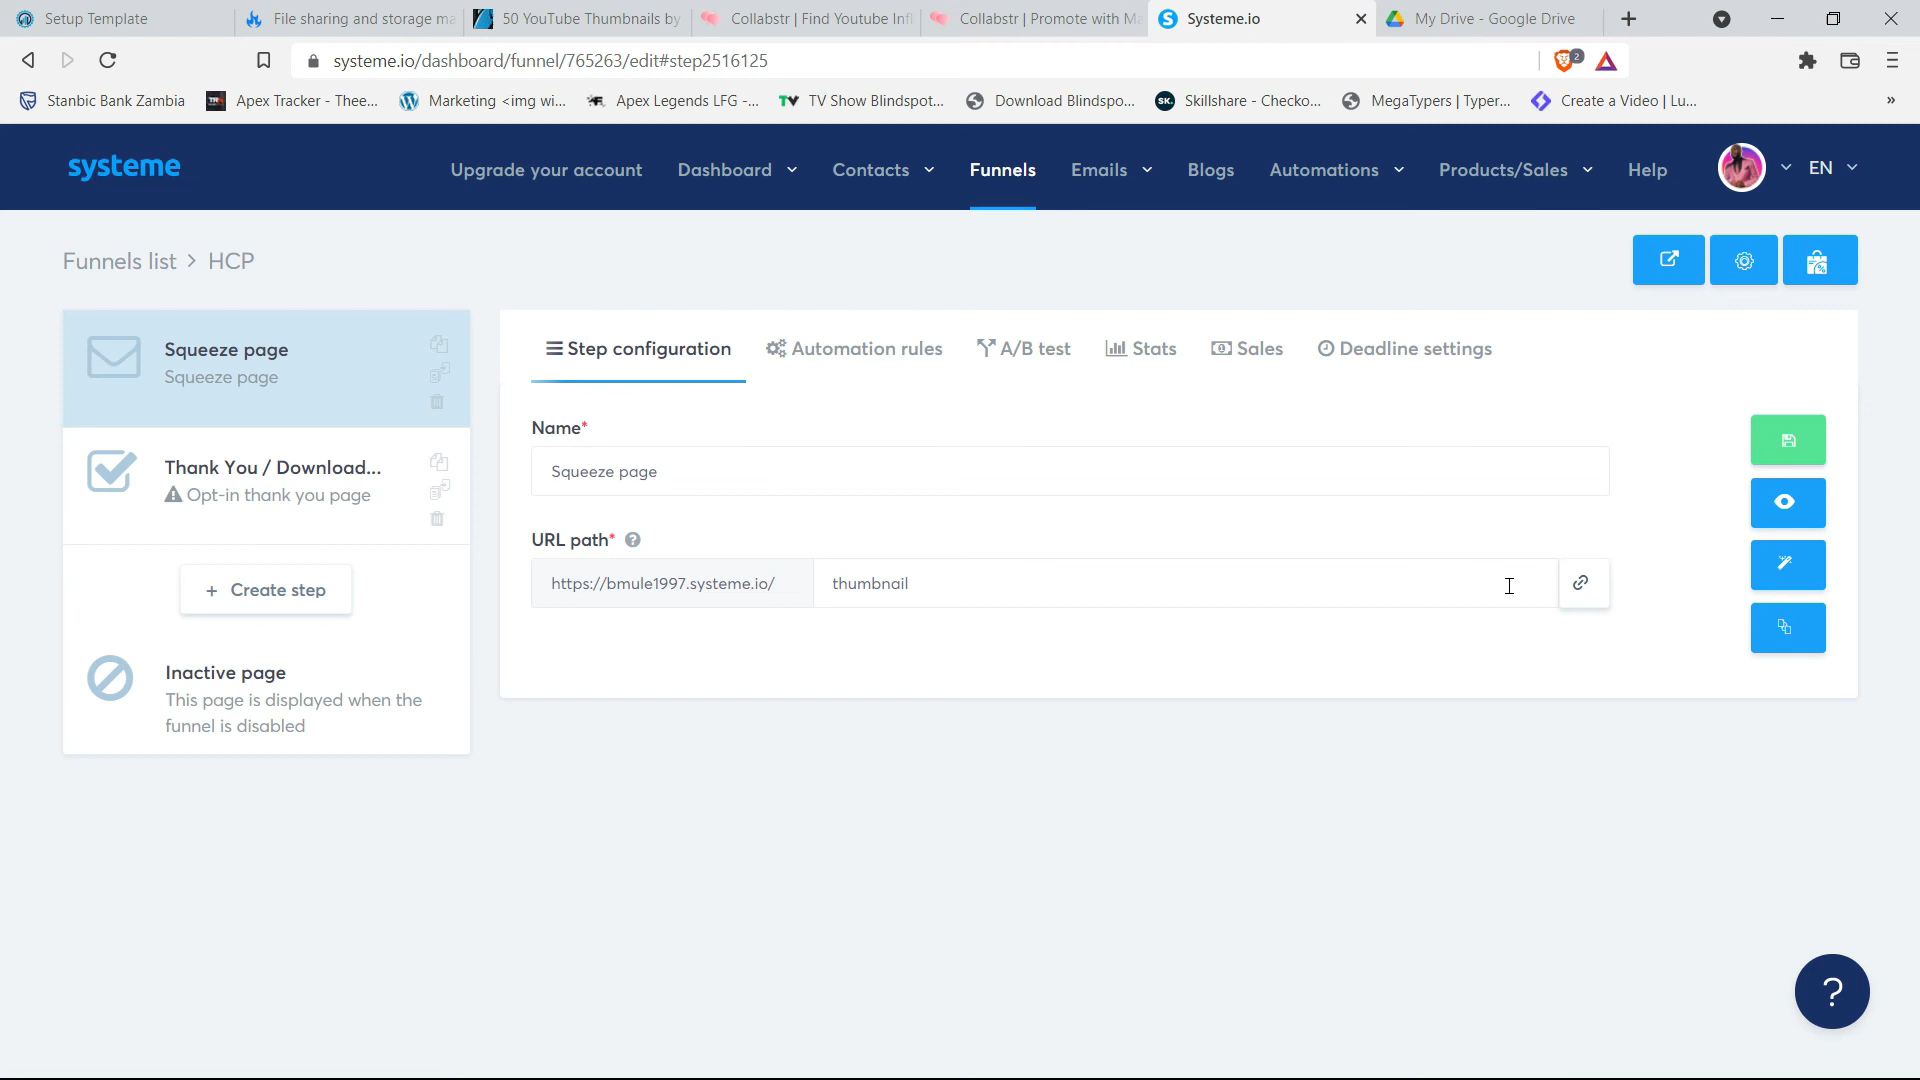 Setup Template
File sharing and storage ma
50 YouTube Thumbnails by
Collabstr | Find Youtube Infl
Collabstr | Promote with Ma
Systeme.io
My Drive - Google Drive
systeme.io/dashboard/funnel/765263/edit#step2516125
2
Stanbic Bank Zambia
Apex Tracker - Thee...
Marketing <img wi...
Apex Legends LFG -...
TV Show Blindspot...
Download Blindspo...
SK.
Skillshare - Checko...
MegaTypers | Typer...
Create a Video | Lu...
»
systeme
Upgrade your account
Dashboard
Contacts
Funnels
Emails
Blogs
Automations
Products/Sales
Help
EN
Funnels list > HCP
Squeeze page
Squeeze page
Thank You / Download...
Opt-in thank you page
+ Create step
Inactive page
This page is displayed when the
funnel is disabled
Step configuration
Automation rules
A/B test
Stats
Sales
Deadline settings
Name*
Squeeze page
URL path* ?
https://bmule1997.systeme.io/
thumbnail
?